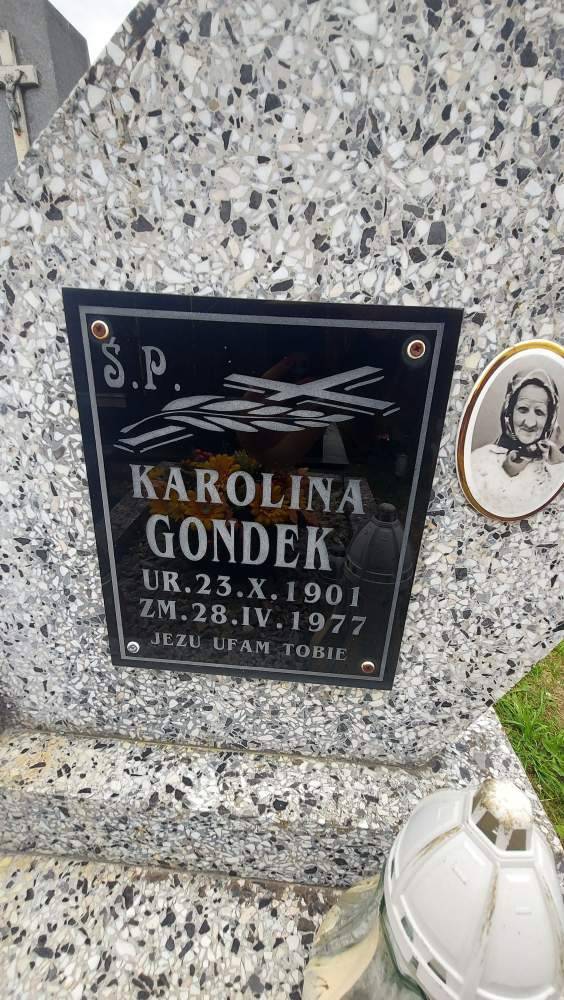 Ś.P.
KAROLINA
GONDEK
UR.23.X.1901
ZM.28.IV.1977
JEZU UFAM TOBIE